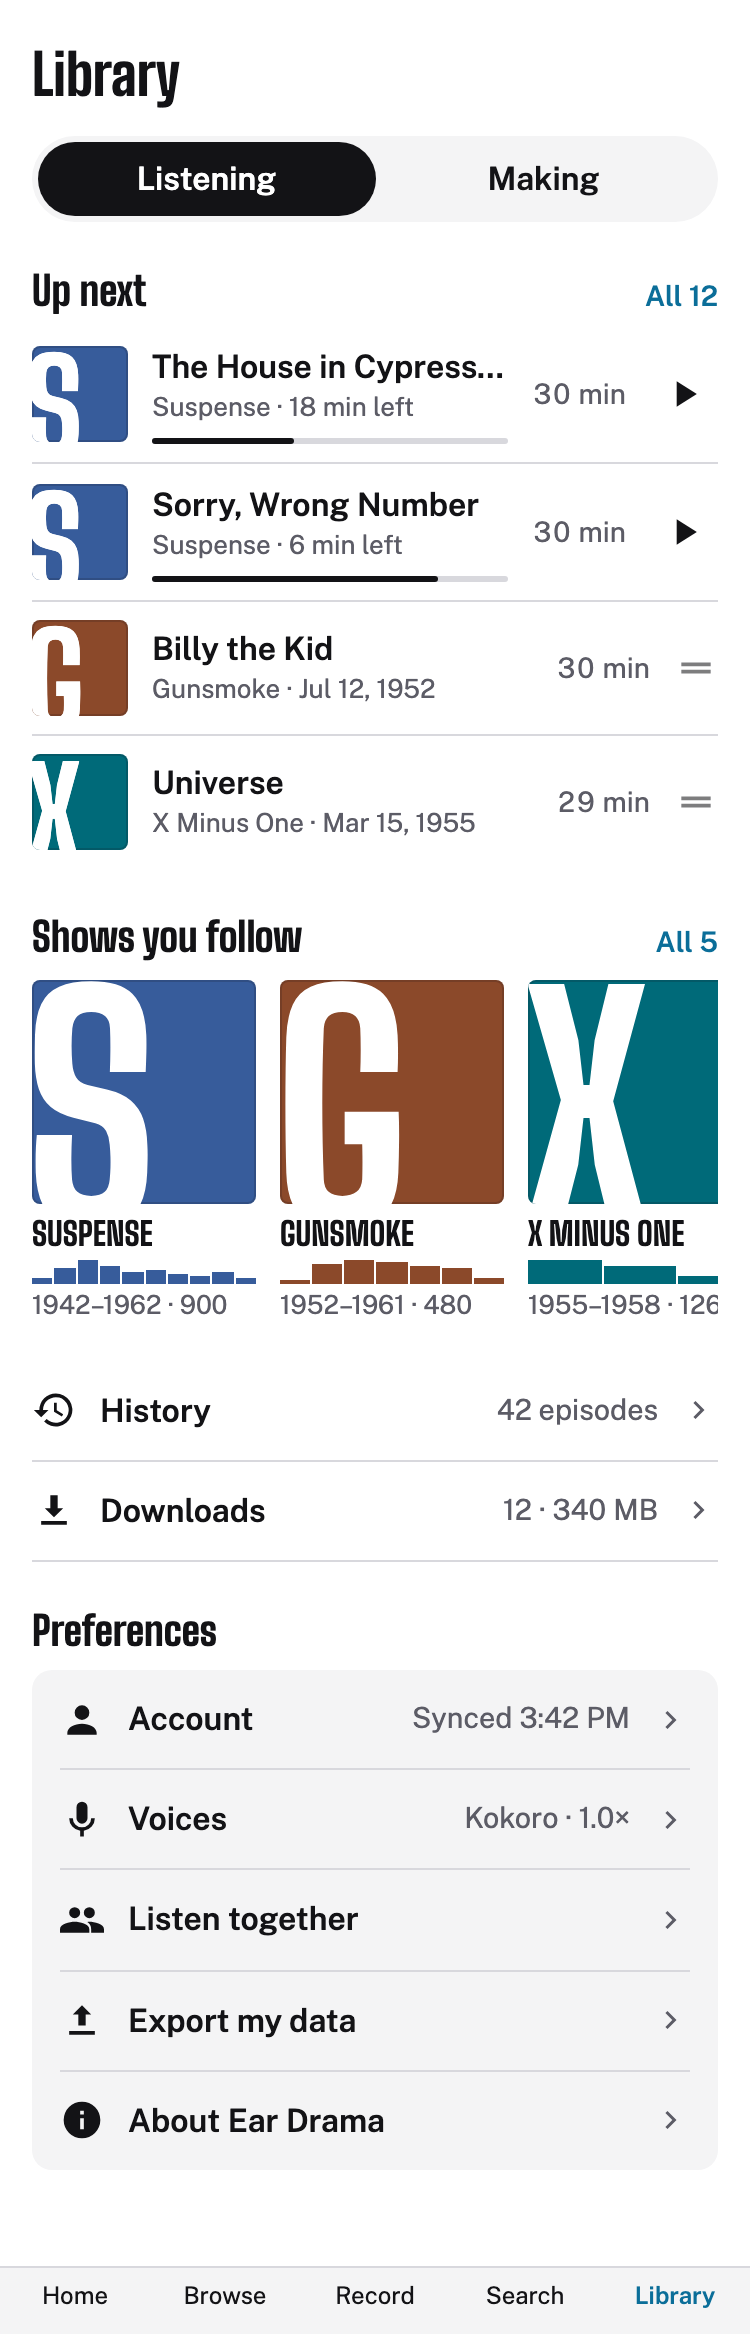 Library
Listening
Making
Up next
All 12
S
The House in Cypress...
Suspense · 18 min left
30 min
S
Sorry, Wrong Number
Suspense · 6 min left
30 min
G
Billy the Kid
Gunsmoke · Jul 12, 1952
30 min
X
Universe
X Minus One · Mar 15, 1955
29 min
Shows you follow
All 5
S
SUSPENSE
1942–1962 · 900
G
GUNSMOKE
1952–1961 · 480
X
X MINUS ONE
1955–1958 · 126
History
42 episodes
Downloads
12 · 340 MB
Preferences
Account
Synced 3:42 PM
Voices
Kokoro · 1.0×
Listen together
Export my data
About Ear Drama
Home
Browse
Record
Search
Library